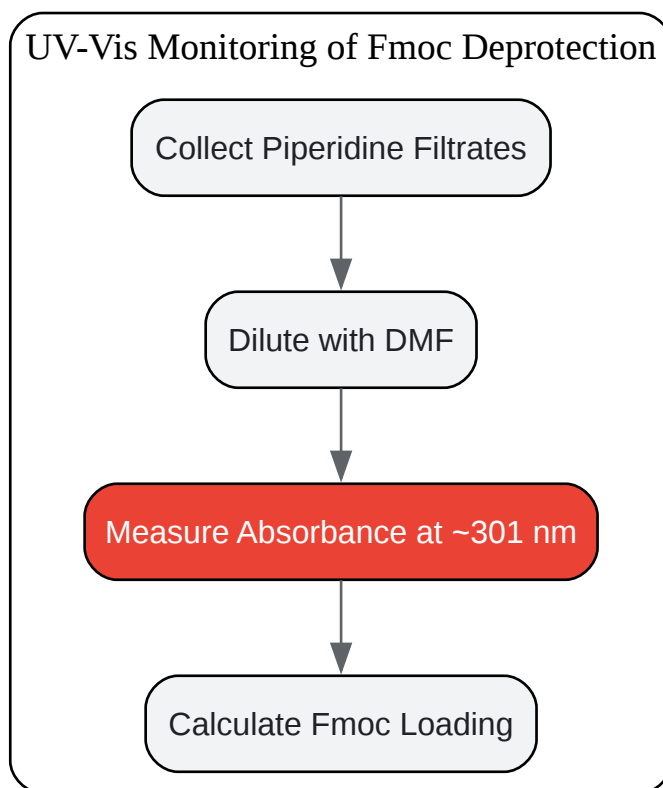 UV-Vis Monitoring of Fmoc Deprotection
Collect Piperidine Filtrates
Dilute with DMF
Measure Absorbance at ~301 nm
Calculate Fmoc Loading